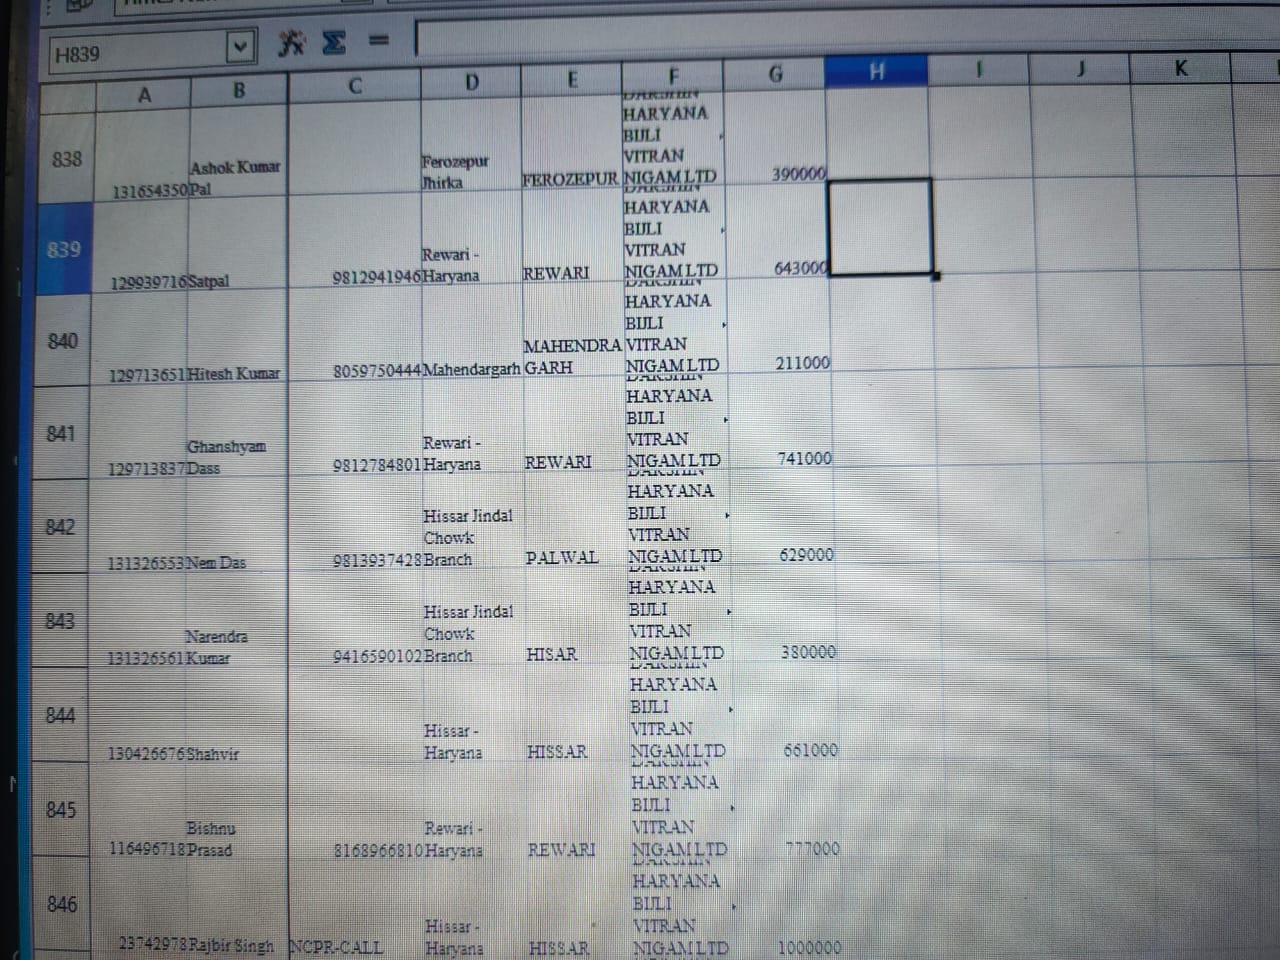 H839
A B C D E F G H I J K
838
131654350 Ashok Kumar Pal Ferozepur Jhirka FEROZEPUR DAKSHIN HARYANA BIJLI VITRAN NIGAM LTD 390000
839
129939716 Satpal 9812941946 Rewari - Haryana REWARI DAKSHIN HARYANA BIJLI VITRAN NIGAM LTD 643000
840
129713651 Hitesh Kumar 8059750444 Mahendargarh MAHENDRA GARH DAKSHIN HARYANA BIJLI VITRAN NIGAM LTD 211000
841
129713837 Ghanshyam Dass 9812784801 Rewari - Haryana REWARI DAKSHIN HARYANA BIJLI VITRAN NIGAM LTD 741000
842
131326553 Nem Das 9813937428 Hissar Jindal Chowk Branch PALWAL DAKSHIN HARYANA BIJLI VITRAN NIGAM LTD 629000
843
131326561 Narendra Kumar 9416590102 Hissar Jindal Chowk Branch HISAR DAKSHIN HARYANA BIJLI VITRAN NIGAM LTD 380000
844
130426676 Shahvir Hissar - Haryana HISSAR DAKSHIN HARYANA BIJLI VITRAN NIGAM LTD 661000
845
116496718 Bishnu Prasad 8168966810 Rewari - Haryana REWARI DAKSHIN HARYANA BIJLI VITRAN NIGAM LTD 777000
846
23742978 Rajbir Singh NCPR-CALL Hissar - Haryana HISSAR DAKSHIN HARYANA BIJLI VITRAN NIGAM LTD 1000000